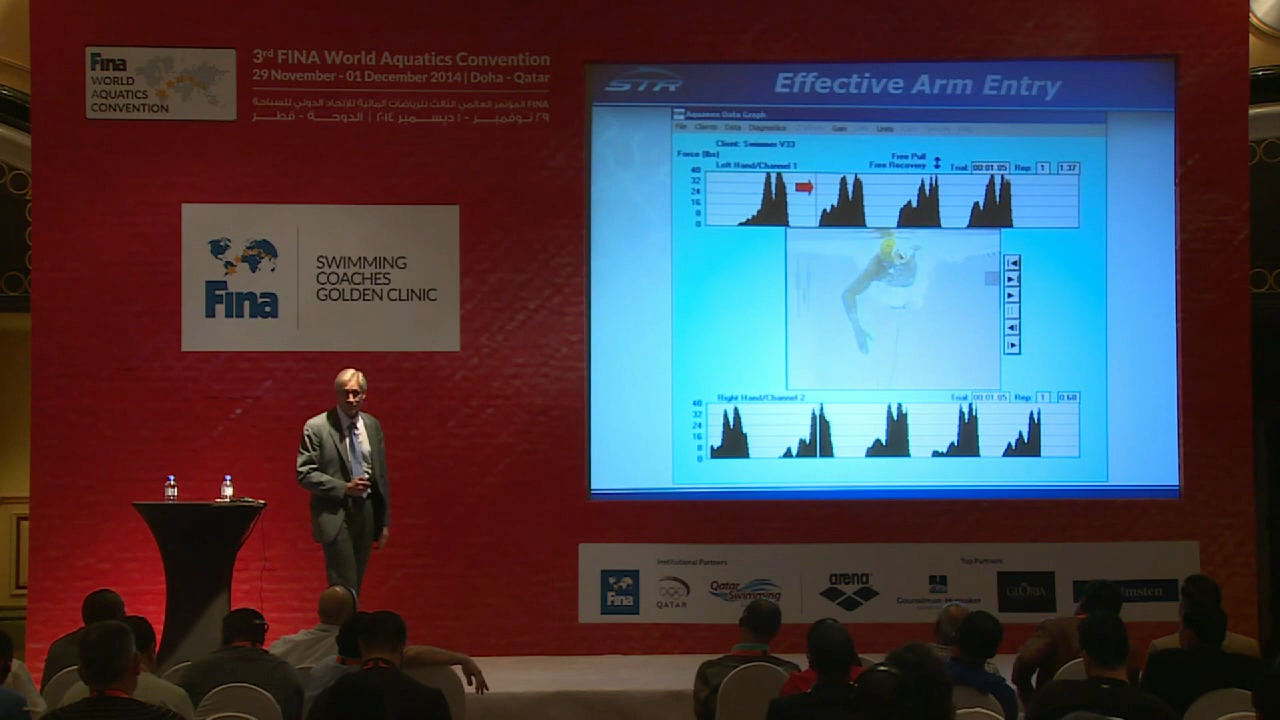 Fina
WORLD
AQUATICS
CONVENTION
3rd FINA World Aquatics Convention
29 November - 01 December 2014 | Doha - Qatar
FINA المؤتمر العالمي الثالث للرياضات المائية للإتحاد الدولي للسباحة
٢٩ نوفمبر - ١ ديسمبر ٢٠١٤ | الدوحة - قطر
Fina
SWIMMING
COACHES
GOLDEN CLINIC
STR
Effective Arm Entry
Aquanex Data Graph
File Clients Data Diagnostics Gain Units
Client: Swimmer V33
Force (lbs)
Left Hand/Channel 1
Free Pull
Free Recovery
Trial: 00:01.05 Rep: 1 1.37
40
32
24
16
8
0
Right Hand/Channel 2
Trial: 00:01.05 Rep: 1 0.68
40
32
24
16
8
0
Institutional Partners
Top Partners
Fina
QATAR
Qatar
Swimming
arena
Counsilman-Hunsaker
GLORIA